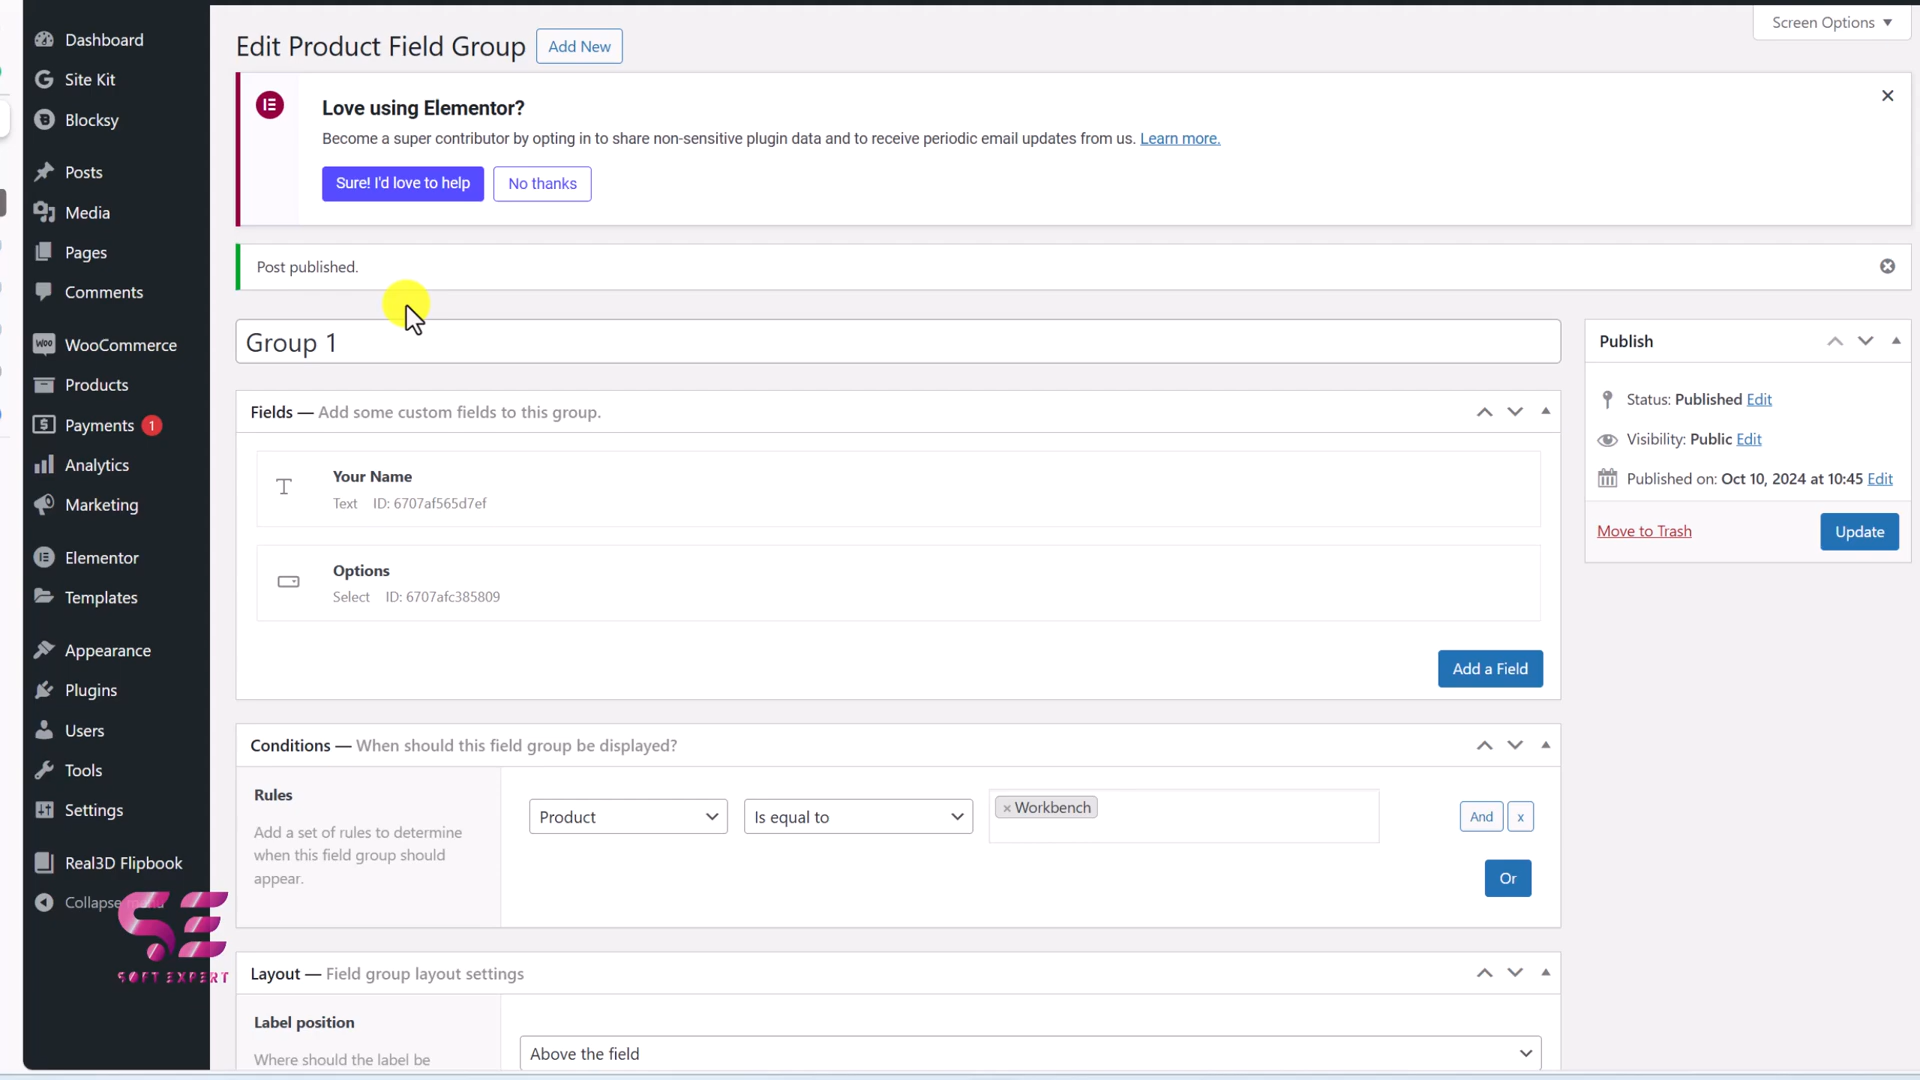 Screen Options
Edit Product Field Group
Add New
Love using Elementor?
Become a super contributor by opting in to share non-sensitive plugin data and to receive periodic email updates from us. Learn more.
Sure! I'd love to help
No thanks
Post published.
Group 1
Fields — Add some custom fields to this group.
Your Name
Text ID: 6707af565d7ef
Options
Select ID: 6707afc385809
Add a Field
Conditions — When should this field group be displayed?
Rules
Add a set of rules to determine
when this field group should
appear.
Product
Is equal to
× Workbench
And
x
Or
Layout — Field group layout settings
Label position
Where should the label be
Above the field
Publish
Status: Published Edit
Visibility: Public Edit
Published on: Oct 10, 2024 at 10:45 Edit
Move to Trash
Update
Dashboard
Site Kit
Blocksy
Posts
Media
Pages
Comments
WooCommerce
Products
Payments 1
Analytics
Marketing
Elementor
Templates
Appearance
Plugins
Users
Tools
Settings
Real3D Flipbook
Collapse menu
SE
SOFT EXPERT